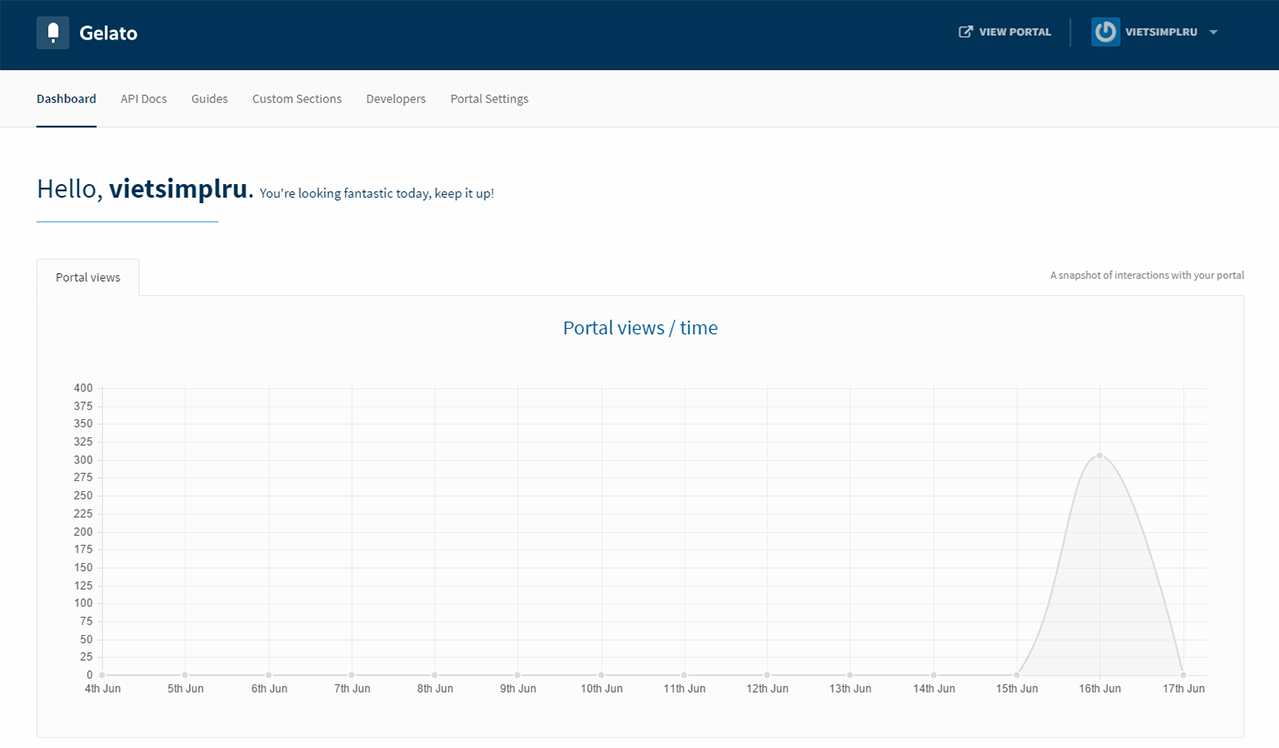 Gelato
VIEW PORTAL
VIETSIMPLRU
Dashboard API Docs Guides Custom Sections Developers Portal Settings
Hello, vietsimplru. You're looking fantastic today, keep it up!
Portal views
A snapshot of interactions with your portal
Portal views / time
400
375
350
325
300
275
250
225
200
175
150
125
100
75
50
25
0
4th Jun 5th Jun 6th Jun 7th Jun 8th Jun 9th Jun 10th Jun 11th Jun 12th Jun 13th Jun 14th Jun 15th Jun 16th Jun 17th Jun